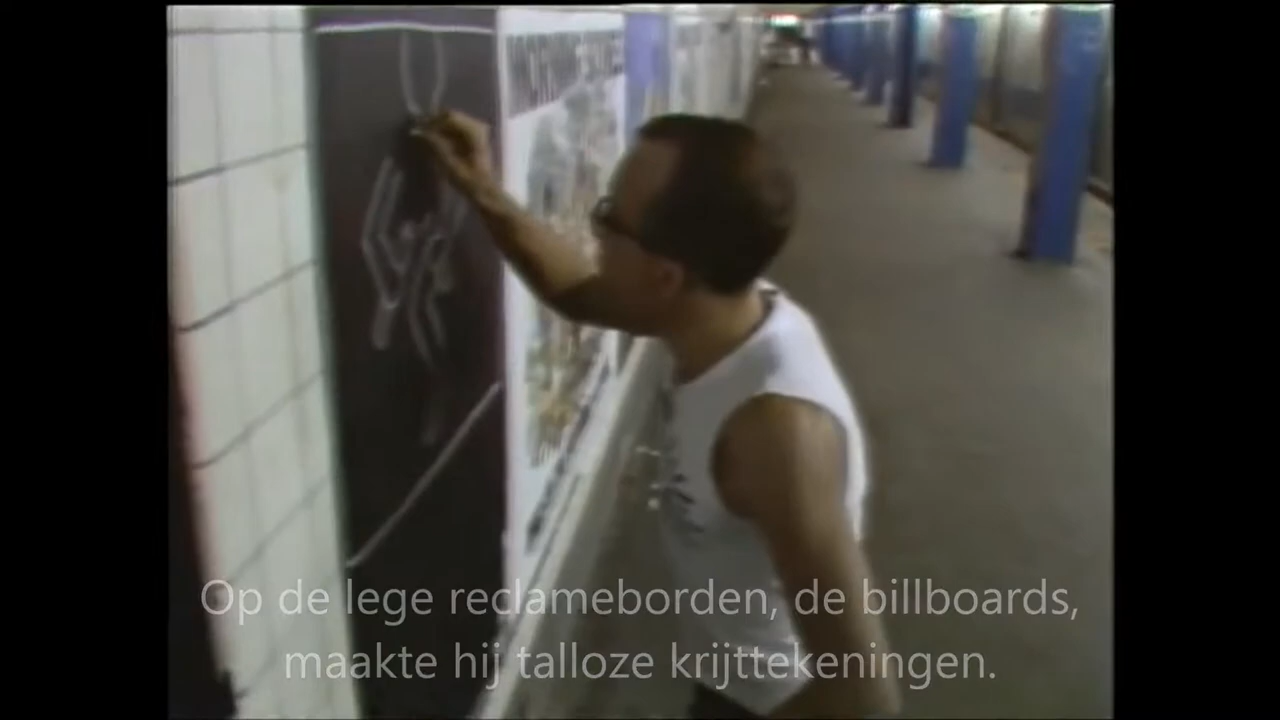 Op de lege reclameborden, de billboards,
maakte hij talloze krijttekeningen.